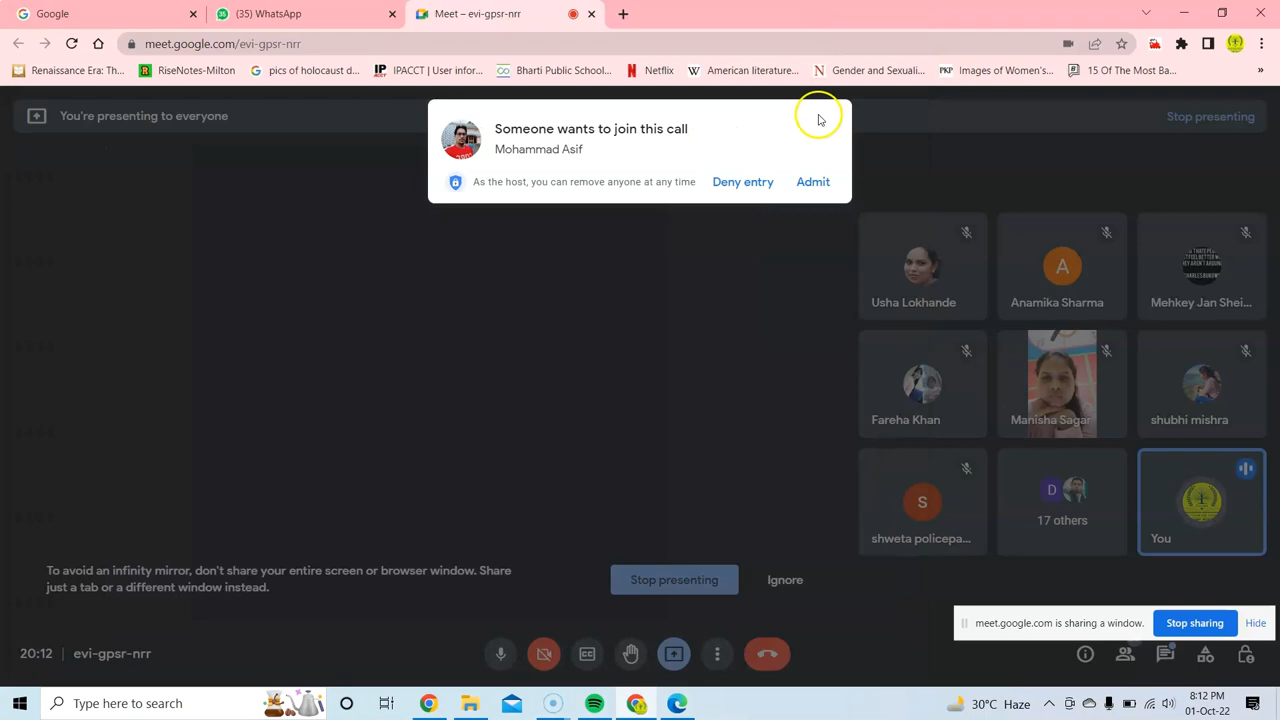 Google
(35) WhatsApp
Meet – evi-gpsr-nrr
meet.google.com/evi-gpsr-nrr
Renaissance Era: Th...
RiseNotes-Milton
pics of holocaust d...
IPACCT | User infor...
Bharti Public School...
Netflix
American literature...
Gender and Sexuali...
Images of Women's...
15 Of The Most Ba...
You're presenting to everyone
Stop presenting
Someone wants to join this call
Mohammad Asif
As the host, you can remove anyone at any time
Deny entry
Admit
Usha Lokhande
Anamika Sharma
Mehkey Jan Shei...
Fareha Khan
Manisha Sagar
shubhi mishra
S
shweta policepa...
17 others
You
To avoid an infinity mirror, don't share your entire screen or browser window. Share
just a tab or a different window instead.
Stop presenting
Ignore
meet.google.com is sharing a window.
Stop sharing
Hide
20:12
evi-gpsr-nrr
Type here to search
30°C Haze
8:12 PM
01-Oct-22